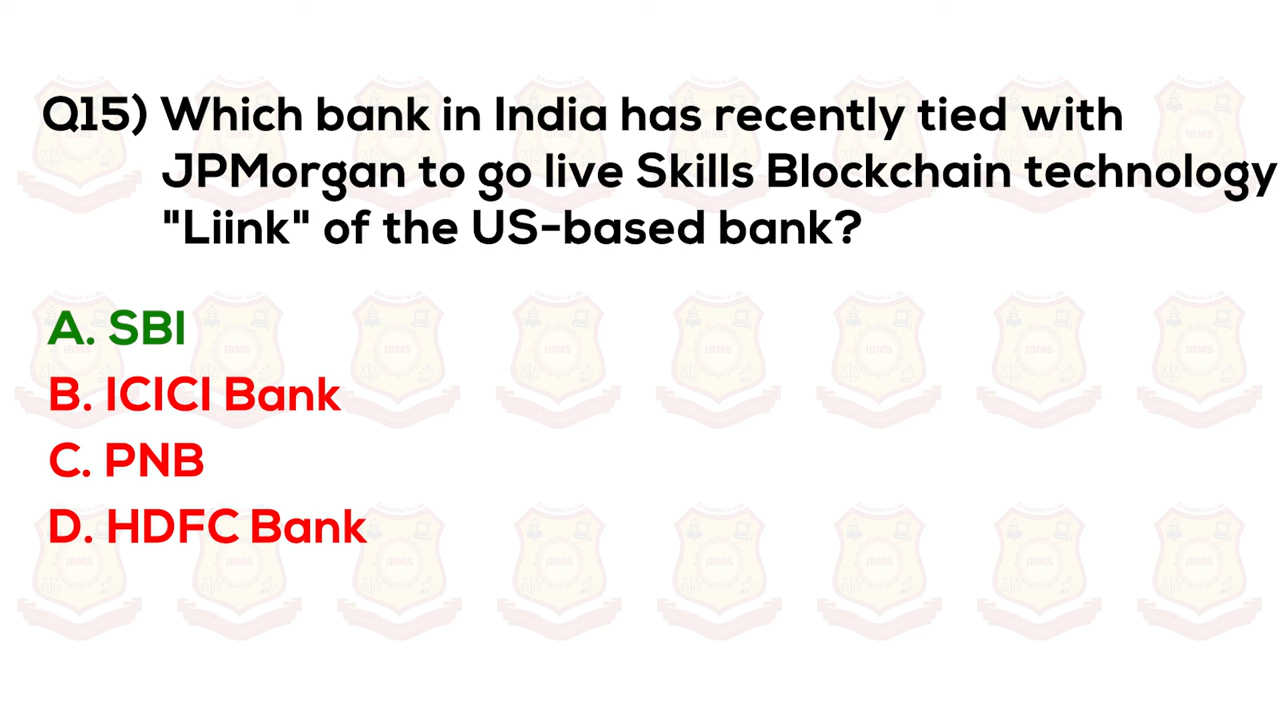 Q15) Which bank in India has recently tied with
JPMorgan to go live Skills Blockchain technology
"Liink" of the US-based bank?
A. SBI
B. ICICI Bank
C. PNB
D. HDFC Bank